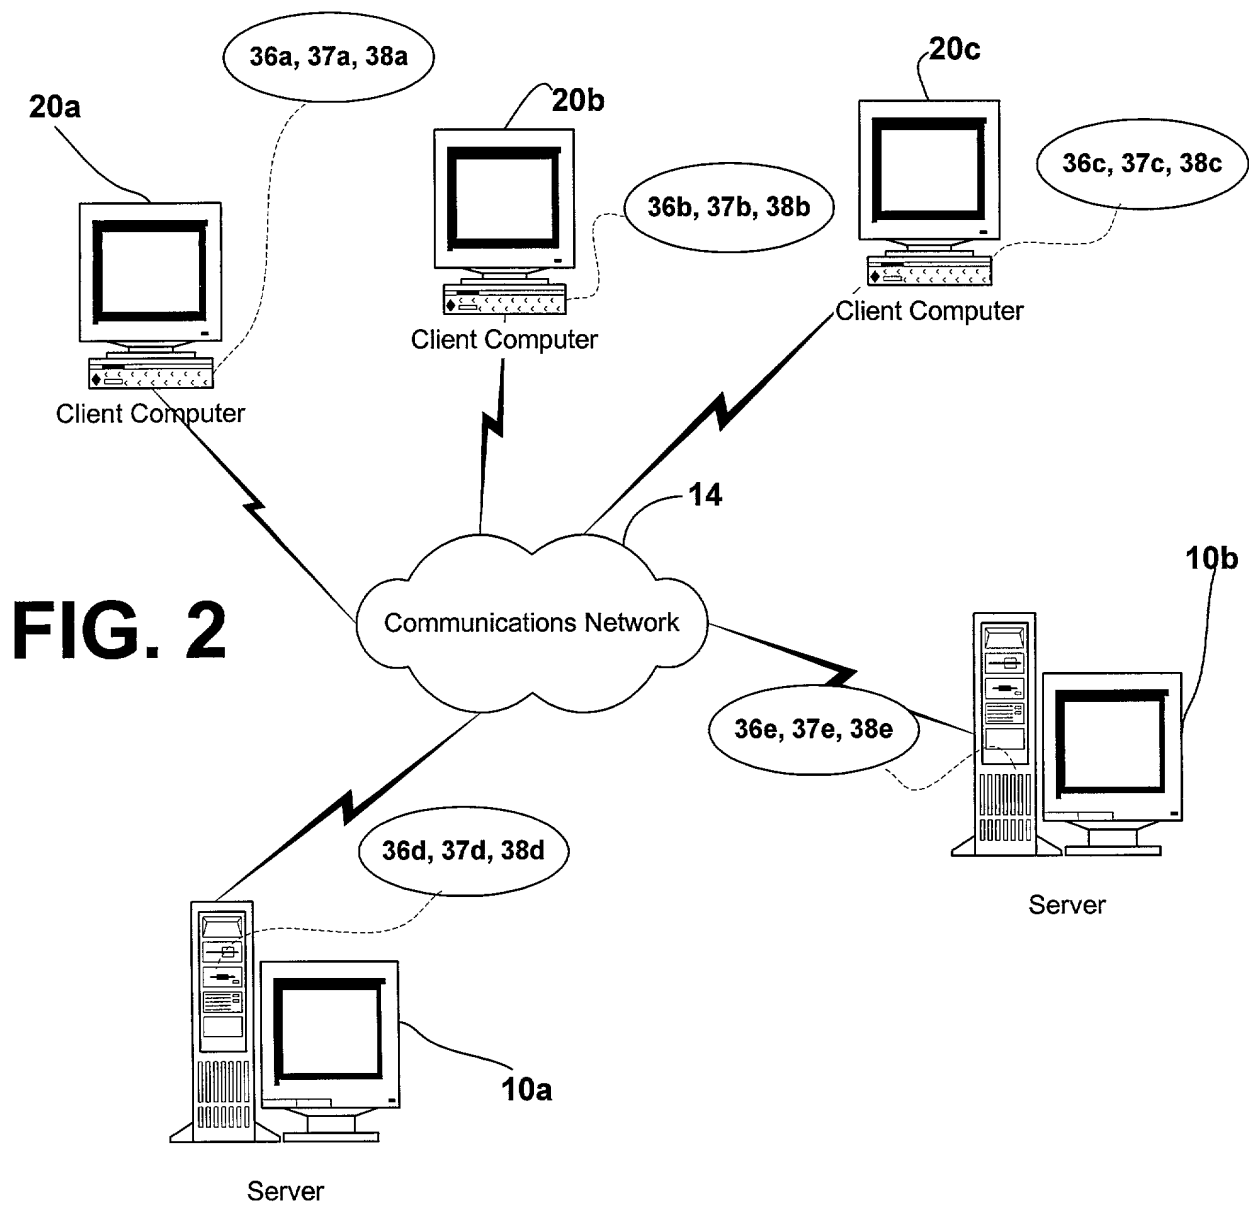 36a, 37a, 38a
20a
20b
20c
36b, 37b, 38b
36c, 37c, 38c
Client Computer
Client Computer
Client Computer
14
Communications Network
FIG. 2
10b
36e, 37e, 38e
Server
36d, 37d, 38d
10a
Server